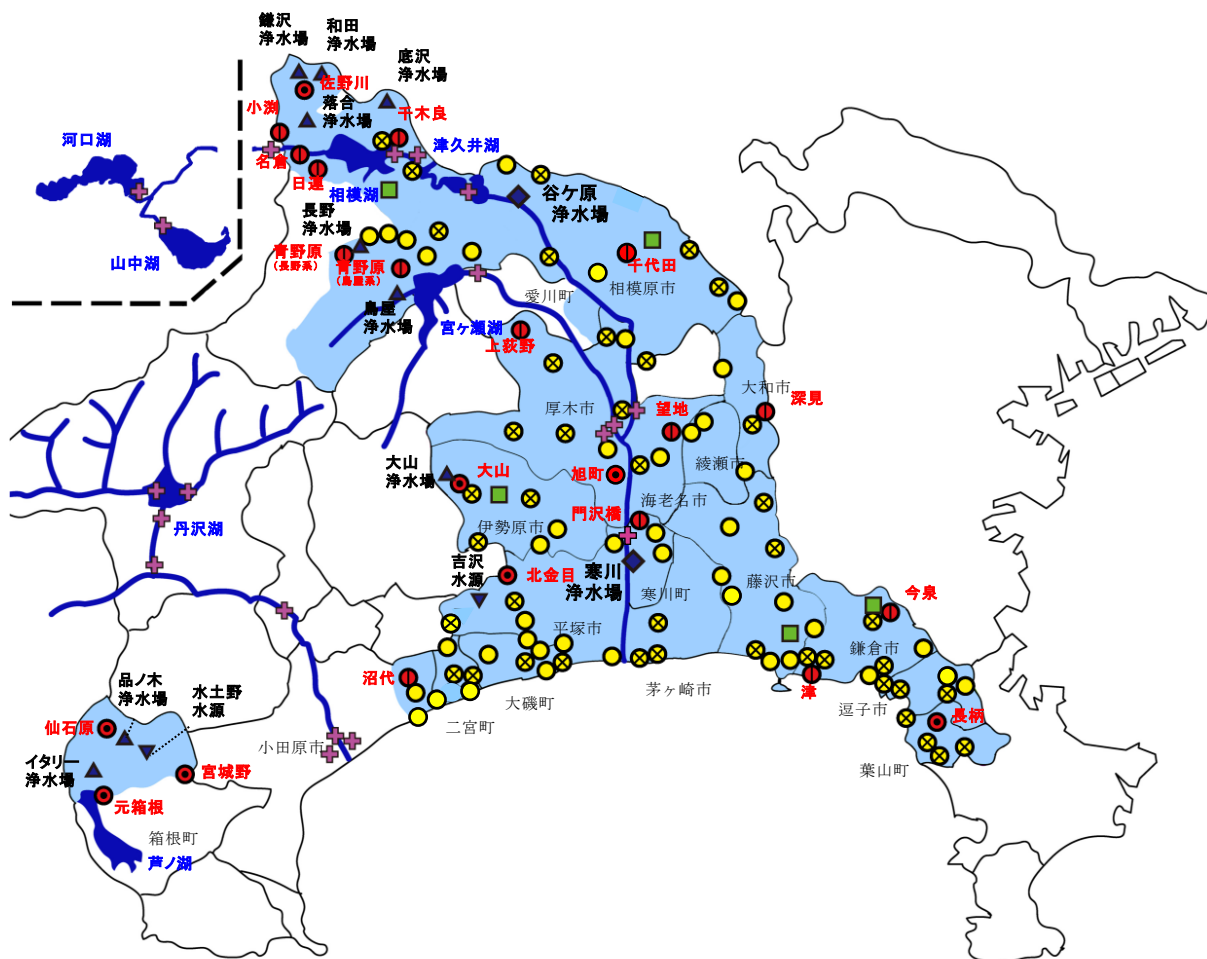 鎌沢
浄水場
和田
浄水場
底沢
浄水場
佐野川
小渕
落合
浄水場
千木良
河口湖
津久井湖
名倉
日連
相模湖
谷ケ原
浄水場
長野
浄水場
山中湖
青野原
(長野系)
青野原
(鳥屋系)
千代田
相模原市
愛川町
鳥屋
浄水場
宮ヶ瀬湖
上荻野
大和市
深見
厚木市
望地
綾瀬市
大山
浄水場
大山
旭町
海老名市
門沢橋
伊勢原市
丹沢湖
吉沢
水源
北金目
寒川
浄水場
藤沢市
寒川町
今泉
平塚市
鎌倉市
沼代
津
品ノ木
浄水場
水土野
水源
大磯町
茅ヶ崎市
逗子市
長柄
仙石原
二宮町
小田原市
イタリー
浄水場
宮城野
葉山町
元箱根
箱根町
芦ノ湖